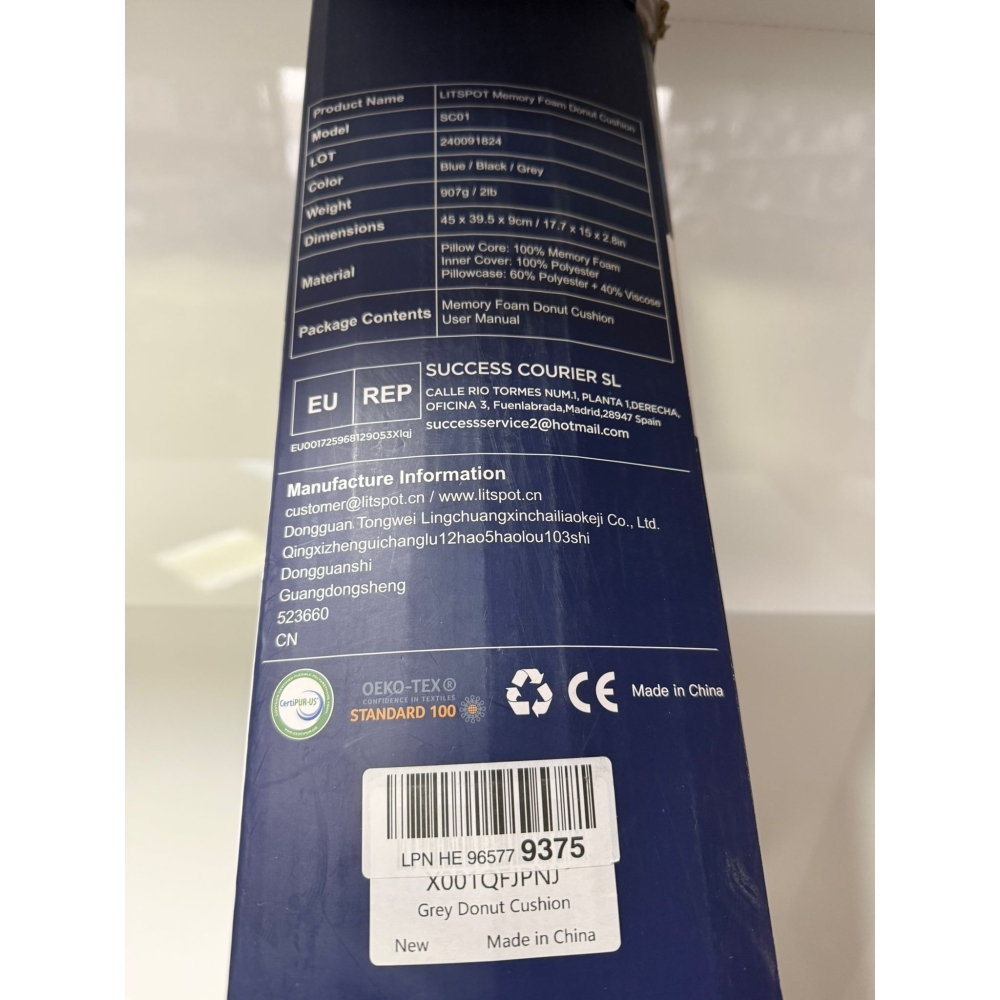 Product Name LITSPOT Memory Foam Donut Cushion
Model SC01
LOT 240091824
Color Blue / Black / Grey
Weight 907g / 2lb
Dimensions 45 x 39.5 x 9cm / 17.7 x 15 x 2.8in
Material Pillow Core: 100% Memory Foam
Inner Cover: 100% Polyester
Pillowcase: 60% Polyester + 40% Viscose
Package Contents Memory Foam Donut Cushion
User Manual
EU REP
EU001725968129053XIqj
SUCCESS COURIER SL
CALLE RIO TORMES NUM.1, PLANTA 1,DERECHA,
OFICINA 3, Fuenlabrada,Madrid,28947 Spain
successservice2@hotmail.com
Manufacture Information
customer@litspot.cn / www.litspot.cn
Dongguan Tongwei Lingchuangxinchailiaokeji Co., Ltd.
Qingxizhenguichanglu12hao5haolou103shi
Dongguanshi
Guangdongsheng
523660
CN
CertiPUR-US
OEKO-TEX®
CONFIDENCE IN TEXTILES
STANDARD 100
CE
Made in China
LPN HE 96577 9375
X001QFJPNJ
Grey Donut Cushion
New Made in China